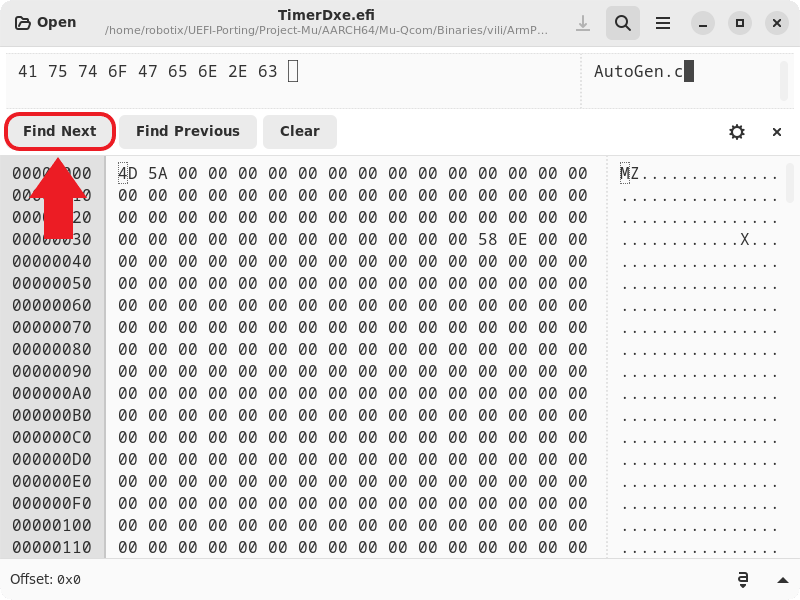 Open
TimerDxe.efi
/home/robotix/UEFI-Porting/Project-Mu/AARCH64/Mu-Qcom/Binaries/vili/ArmP…
41 75 74 6F 47 65 6E 2E 63 AutoGen.c
Find Next Find Previous Clear
4D 5A 00 00 00 00 00 00 00 00 00 00 00 00 00 00 MZ..............
00 00 00 00 00 00 00 00 00 00 00 00 00 00 00 00 ................
00 00 00 00 00 00 00 00 00 00 00 00 00 00 00 00 ................
00 00 00 00 00 00 00 00 00 00 00 00 58 0E 00 00 ............X...
00000040 00 00 00 00 00 00 00 00 00 00 00 00 00 00 00 00 ................
00000050 00 00 00 00 00 00 00 00 00 00 00 00 00 00 00 00 ................
00000060 00 00 00 00 00 00 00 00 00 00 00 00 00 00 00 00 ................
00000070 00 00 00 00 00 00 00 00 00 00 00 00 00 00 00 00 ................
00000080 00 00 00 00 00 00 00 00 00 00 00 00 00 00 00 00 ................
00000090 00 00 00 00 00 00 00 00 00 00 00 00 00 00 00 00 ................
000000A0 00 00 00 00 00 00 00 00 00 00 00 00 00 00 00 00 ................
000000B0 00 00 00 00 00 00 00 00 00 00 00 00 00 00 00 00 ................
000000C0 00 00 00 00 00 00 00 00 00 00 00 00 00 00 00 00 ................
000000D0 00 00 00 00 00 00 00 00 00 00 00 00 00 00 00 00 ................
000000E0 00 00 00 00 00 00 00 00 00 00 00 00 00 00 00 00 ................
000000F0 00 00 00 00 00 00 00 00 00 00 00 00 00 00 00 00 ................
00000100 00 00 00 00 00 00 00 00 00 00 00 00 00 00 00 00 ................
00000110 00 00 00 00 00 00 00 00 00 00 00 00 00 00 00 00 ................
Offset: 0x0 a